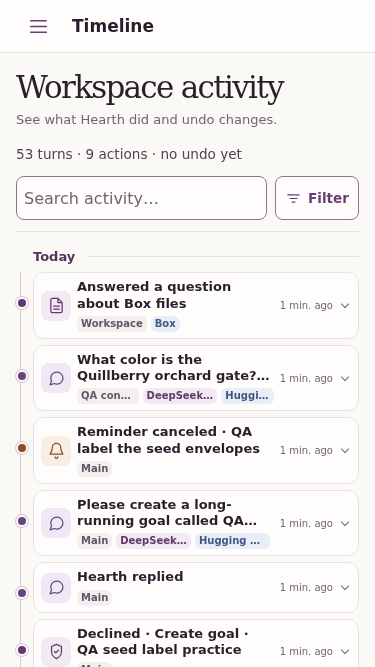 Timeline
Workspace activity
See what Hearth did and undo changes.
53 turns · 9 actions · no undo yet
Search activity...
Filter
Today
Answered a question
about Box files
1 min. ago
Workspace Box
What color is the
Quillberry orchard gate?...
1 min. ago
QA con... DeepSeek... Huggi...
Reminder canceled · QA
label the seed envelopes
1 min. ago
Main
Please create a long-
running goal called QA...
1 min. ago
Main DeepSeek... Hugging ...
Hearth replied
1 min. ago
Main
Declined · Create goal ·
QA seed label practice
1 min. ago
Main